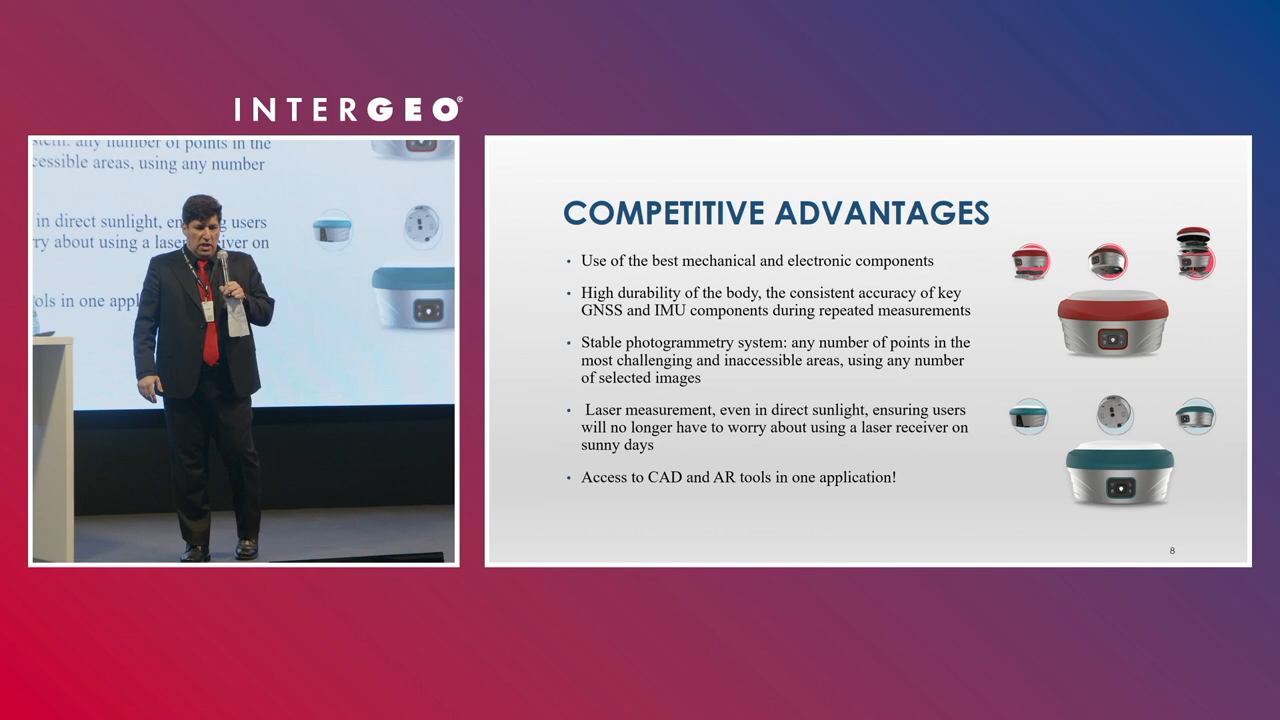 INTERGEO®
stem: any number of points in the
cessible areas, using any number
in direct sunlight, en ng users
rry about using a laser receiver on
ols in one appl
COMPETITIVE ADVANTAGES
• Use of the best mechanical and electronic components
• High durability of the body, the consistent accuracy of key
GNSS and IMU components during repeated measurements
• Stable photogrammetry system: any number of points in the
most challenging and inaccessible areas, using any number
of selected images
• Laser measurement, even in direct sunlight, ensuring users
will no longer have to worry about using a laser receiver on
sunny days
• Access to CAD and AR tools in one application!
8